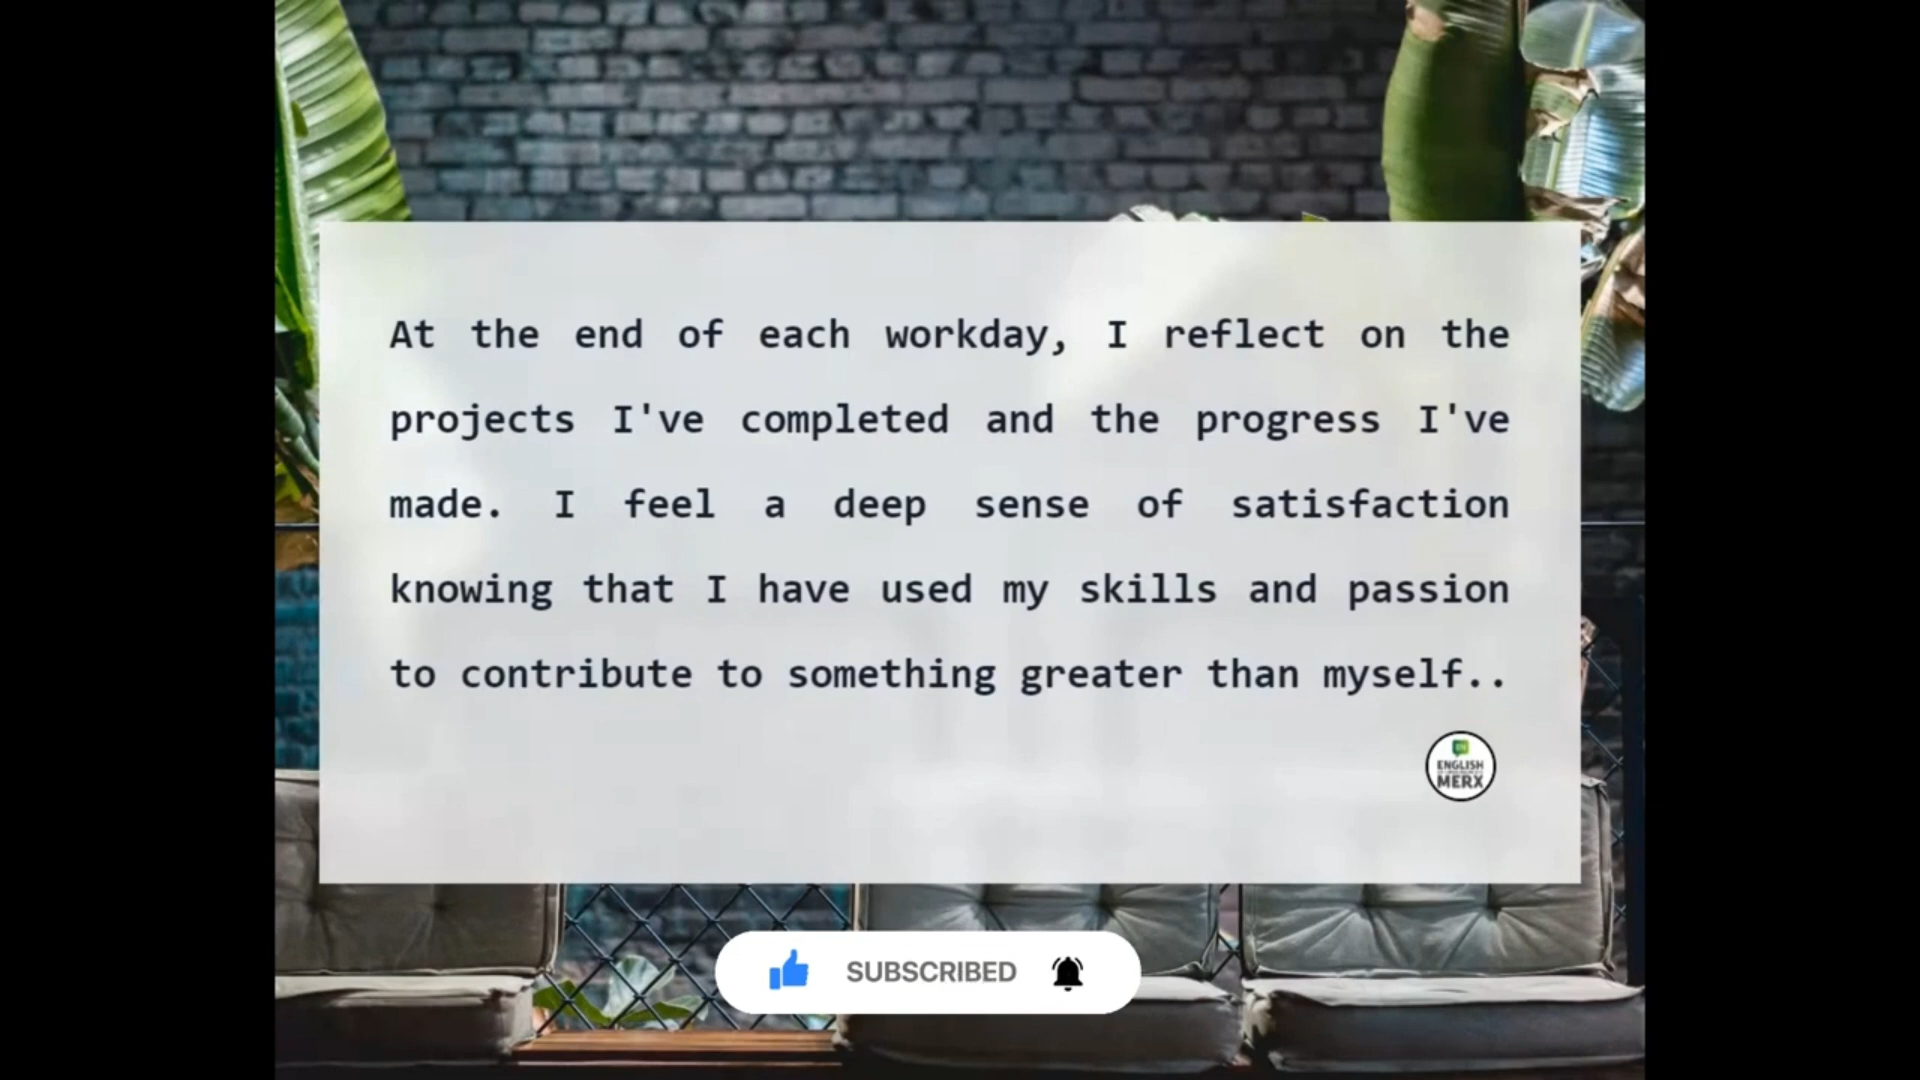 At the end of each workday, I reflect on the
projects I've completed and the progress I've
made. I feel a deep sense of satisfaction
knowing that I have used my skills and passion
to contribute to something greater than myself..
EN
ENGLISH
MERX
SUBSCRIBED